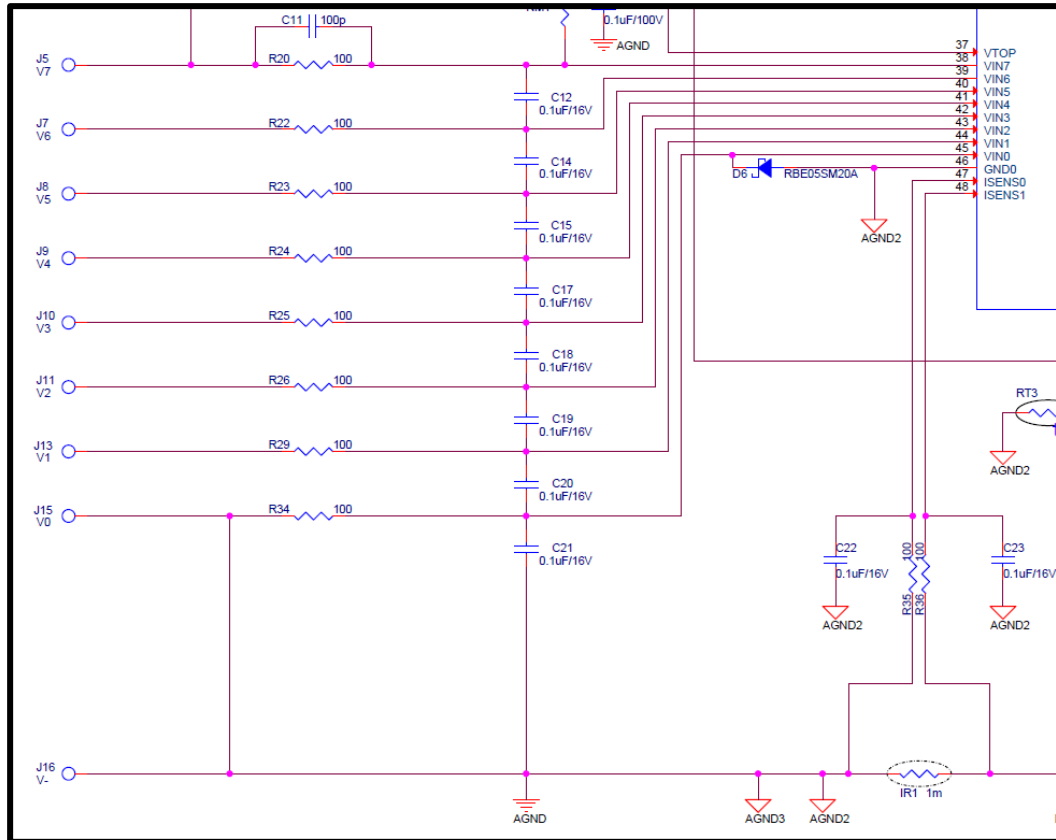 C11 100p
0.1uF/100V
AGND
J5
V7
R20 100
37 VTOP
38 VIN7
39 VIN6
40 VIN5
41 VIN4
42 VIN3
43 VIN2
44 VIN1
45 VIN0
46 GND0
47 ISENS0
48 ISENS1
C12
0.1uF/16V
J7
V6
R22 100
C14
0.1uF/16V
D6 RBE05SM20A
J8
V5
R23 100
AGND2
C15
0.1uF/16V
J9
V4
R24 100
C17
0.1uF/16V
J10
V3
R25 100
C18
0.1uF/16V
J11
V2
R26 100
RT3
C19
0.1uF/16V
J13
V1
R29 100
AGND2
C20
0.1uF/16V
J15
V0
R34 100
C21
0.1uF/16V
C22
0.1uF/16V
100
100
R35
R36
C23
0.1uF/16V
AGND2
AGND2
J16
V-
IR1 1m
AGND
AGND3
AGND2